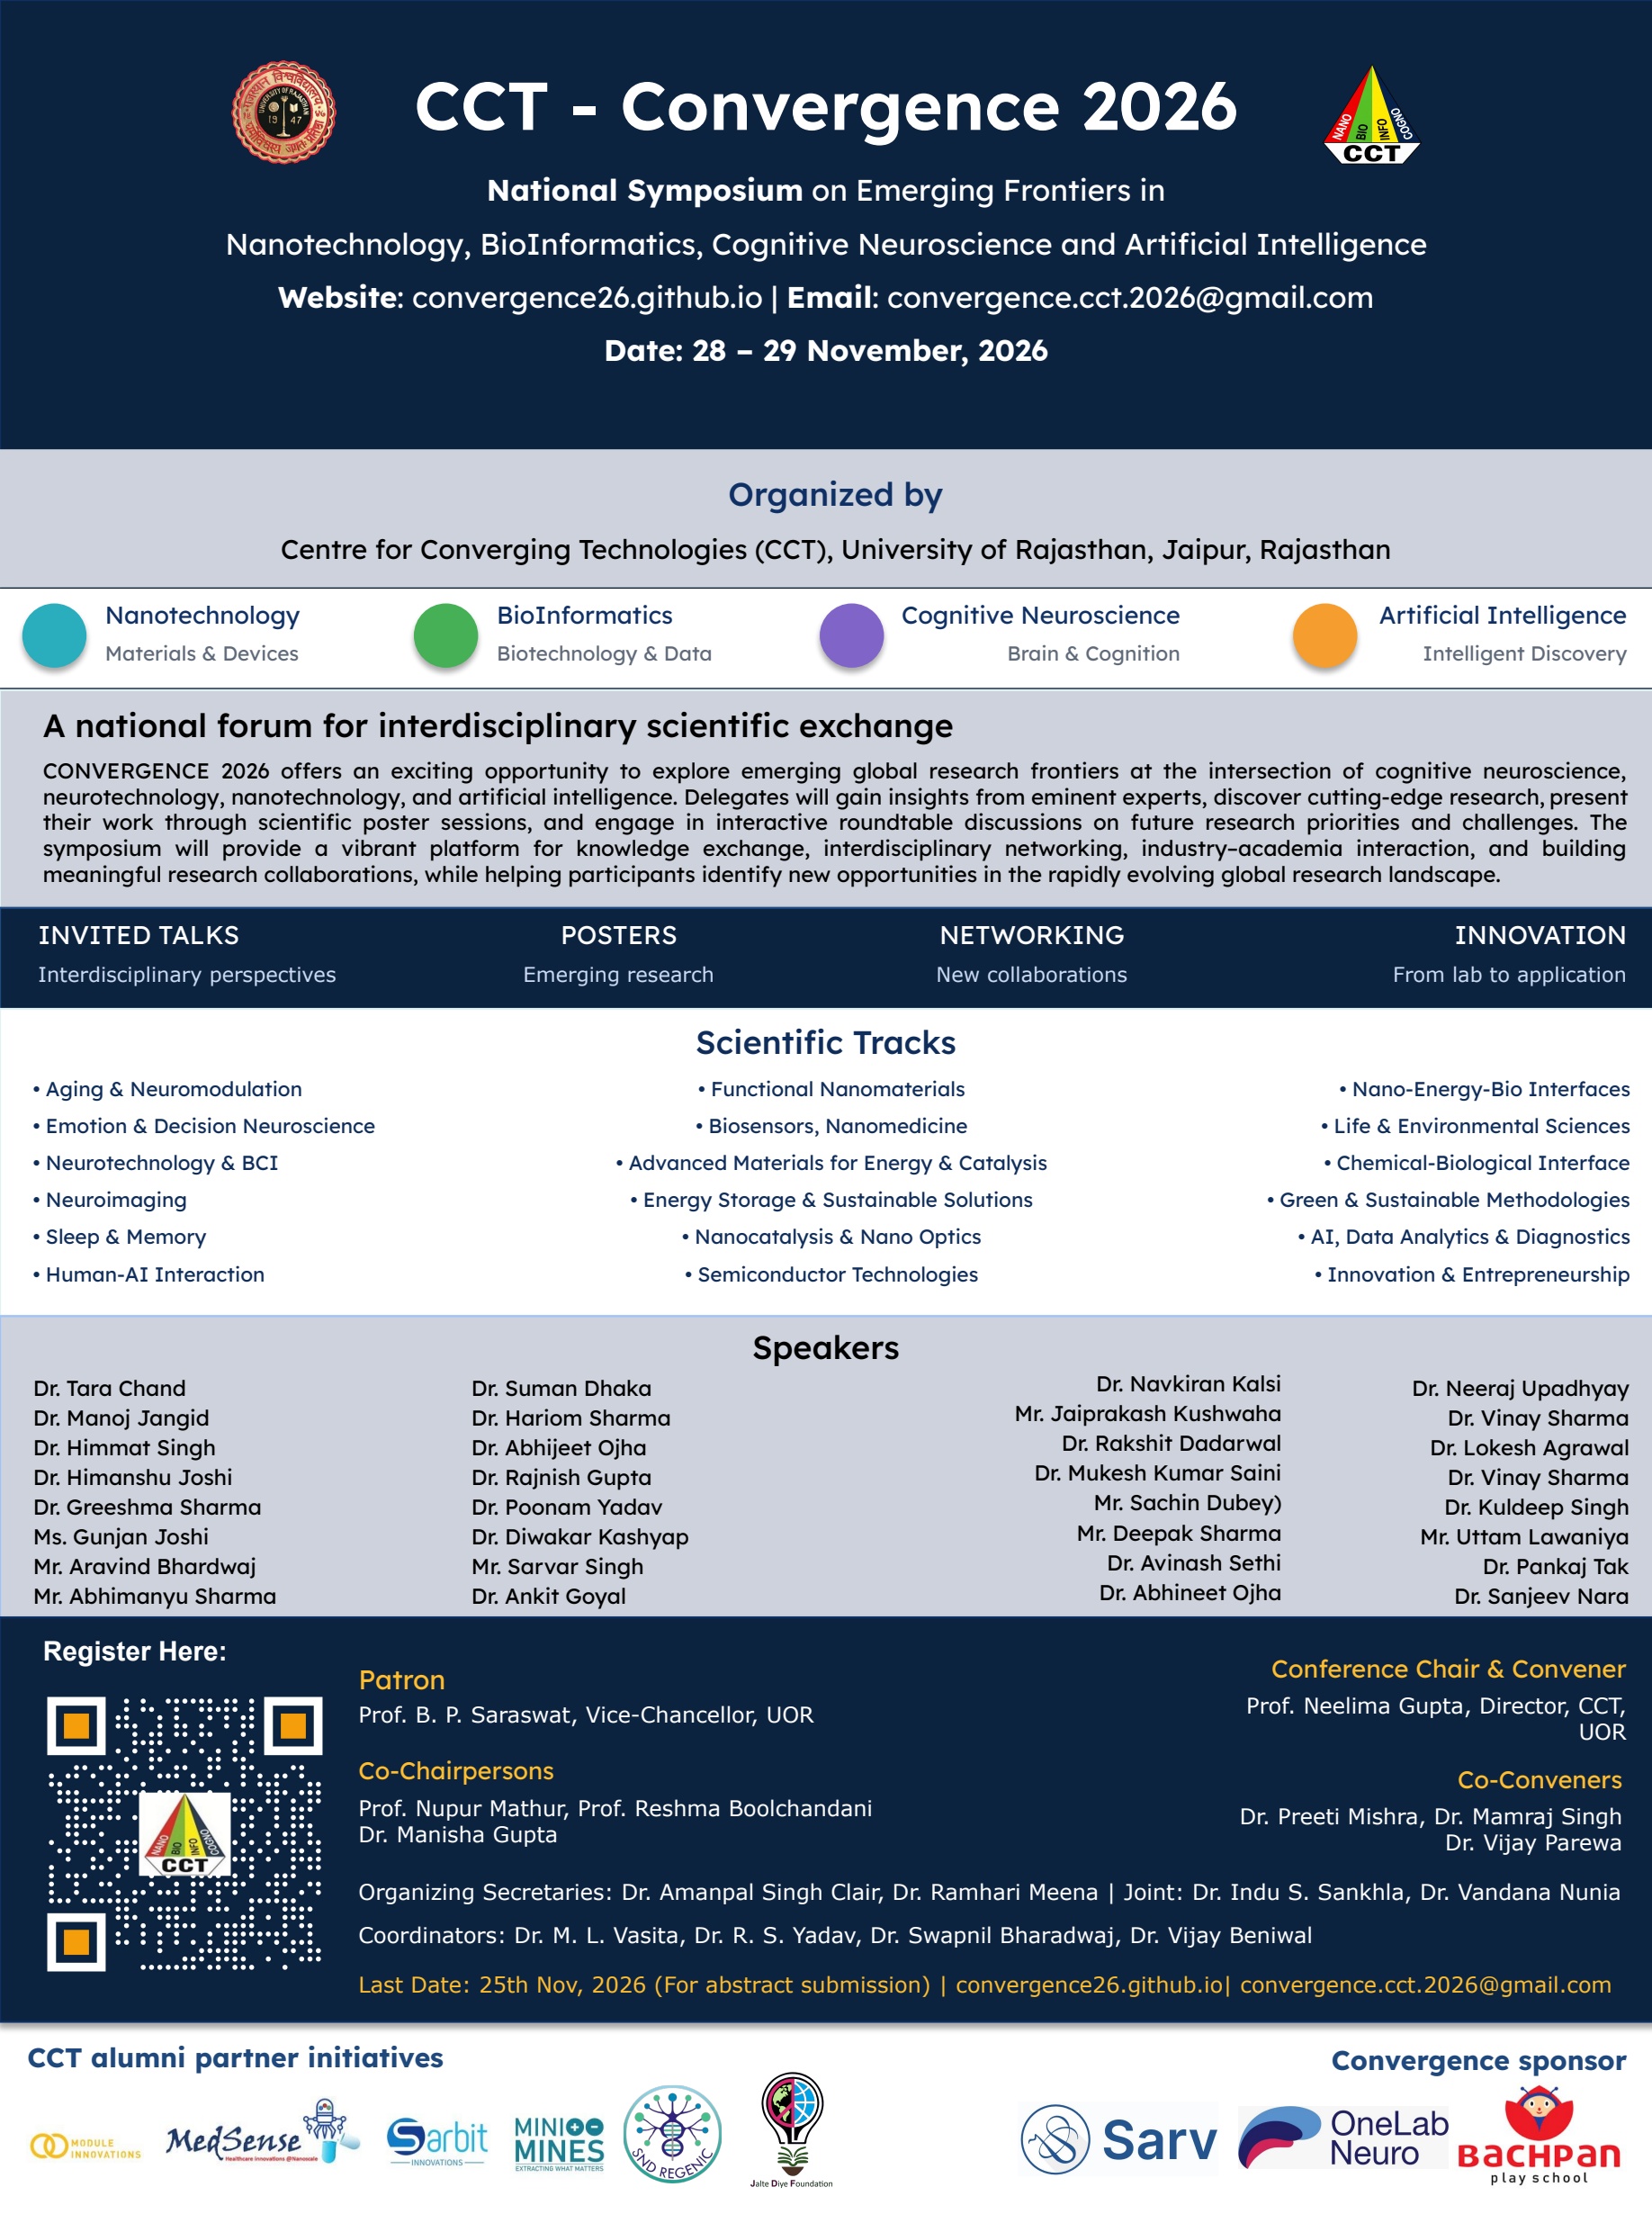 CCT - Convergence 2026
NANO BIO INFO COGNO
CCT
National Symposium on Emerging Frontiers in
Nanotechnology, BioInformatics, Cognitive Neuroscience and Artificial Intelligence
Website: convergence26.github.io | Email: convergence.cct.2026@gmail.com
Date: 28 – 29 November, 2026
Organized by
Centre for Converging Technologies (CCT), University of Rajasthan, Jaipur, Rajasthan
Nanotechnology
Materials & Devices
BioInformatics
Biotechnology & Data
Cognitive Neuroscience
Brain & Cognition
Artificial Intelligence
Intelligent Discovery
A national forum for interdisciplinary scientific exchange
CONVERGENCE 2026 offers an exciting opportunity to explore emerging global research frontiers at the intersection of cognitive neuroscience,
neurotechnology, nanotechnology, and artificial intelligence. Delegates will gain insights from eminent experts, discover cutting-edge research, present
their work through scientific poster sessions, and engage in interactive roundtable discussions on future research priorities and challenges. The
symposium will provide a vibrant platform for knowledge exchange, interdisciplinary networking, industry–academia interaction, and building
meaningful research collaborations, while helping participants identify new opportunities in the rapidly evolving global research landscape.
INVITED TALKS
Interdisciplinary perspectives
POSTERS
Emerging research
NETWORKING
New collaborations
INNOVATION
From lab to application
Scientific Tracks
• Aging & Neuromodulation
• Emotion & Decision Neuroscience
• Neurotechnology & BCI
• Neuroimaging
• Sleep & Memory
• Human-AI Interaction
• Functional Nanomaterials
• Biosensors, Nanomedicine
• Advanced Materials for Energy & Catalysis
• Energy Storage & Sustainable Solutions
• Nanocatalysis & Nano Optics
• Semiconductor Technologies
• Nano-Energy-Bio Interfaces
• Life & Environmental Sciences
• Chemical-Biological Interface
• Green & Sustainable Methodologies
• AI, Data Analytics & Diagnostics
• Innovation & Entrepreneurship
Speakers
Dr. Tara Chand
Dr. Manoj Jangid
Dr. Himmat Singh
Dr. Himanshu Joshi
Dr. Greeshma Sharma
Ms. Gunjan Joshi
Mr. Aravind Bhardwaj
Mr. Abhimanyu Sharma
Dr. Suman Dhaka
Dr. Hariom Sharma
Dr. Abhijeet Ojha
Dr. Rajnish Gupta
Dr. Poonam Yadav
Dr. Diwakar Kashyap
Mr. Sarvar Singh
Dr. Ankit Goyal
Dr. Navkiran Kalsi
Mr. Jaiprakash Kushwaha
Dr. Rakshit Dadarwal
Dr. Mukesh Kumar Saini
Mr. Sachin Dubey)
Mr. Deepak Sharma
Dr. Avinash Sethi
Dr. Abhineet Ojha
Dr. Neeraj Upadhyay
Dr. Vinay Sharma
Dr. Lokesh Agrawal
Dr. Vinay Sharma
Dr. Kuldeep Singh
Mr. Uttam Lawaniya
Dr. Pankaj Tak
Dr. Sanjeev Nara
Register Here:
NANO BIO INFO COGNO
CCT
Patron
Prof. B. P. Saraswat, Vice-Chancellor, UOR
Conference Chair & Convener
Prof. Neelima Gupta, Director, CCT,
UOR
Co-Chairpersons
Prof. Nupur Mathur, Prof. Reshma Boolchandani
Dr. Manisha Gupta
Co-Conveners
Dr. Preeti Mishra, Dr. Mamraj Singh
Dr. Vijay Parewa
Organizing Secretaries: Dr. Amanpal Singh Clair, Dr. Ramhari Meena | Joint: Dr. Indu S. Sankhla, Dr. Vandana Nunia
Coordinators: Dr. M. L. Vasita, Dr. R. S. Yadav, Dr. Swapnil Bharadwaj, Dr. Vijay Beniwal
Last Date: 25th Nov, 2026 (For abstract submission) | convergence26.github.io| convergence.cct.2026@gmail.com
CCT alumni partner initiatives
MODULE
INNOVATIONS
MedSense
Healthcare Innovations @Nanoscale
Sarbit
INNOVATIONS
MINI
MINES
EXTRACTING WHAT MATTERS
SND REGENIC
Jalte Diye Foundation
Convergence sponsor
Sarv
OneLab
Neuro
BACHPAN
play school